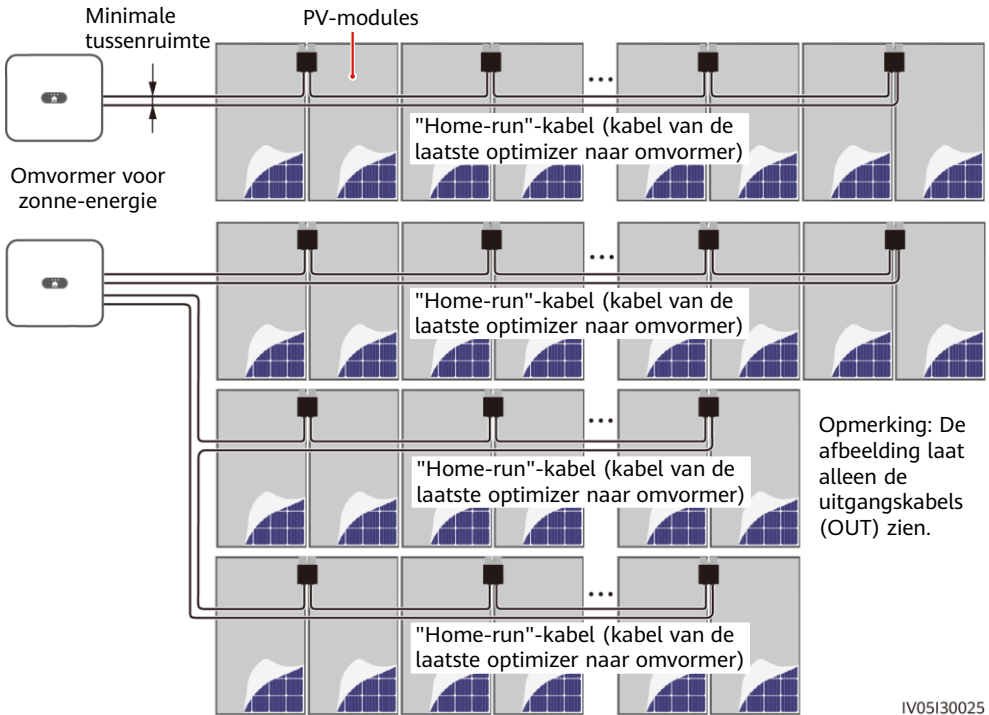 Minimale
tussenruimte
PV-modules
"Home-run"-kabel (kabel van de
laatste optimizer naar omvormer)
Omvormer voor
zonne-energie
"Home-run"-kabel (kabel van de
laatste optimizer naar omvormer)
"Home-run"-kabel (kabel van de
laatste optimizer naar omvormer)
Opmerking: De
afbeelding laat
alleen de
uitgangskabels
(OUT) zien.
"Home-run"-kabel (kabel van de
laatste optimizer naar omvormer)
IV05I30025